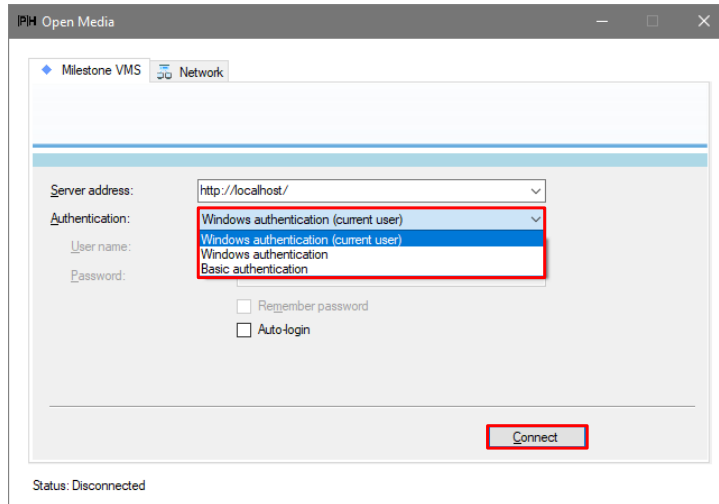 IPIH Open Media
Milestone VMS
Network
Server address: http://localhost/
Authentication: Windows authentication (current user)
Windows authentication (current user)
User name:
Windows authentication
Basic authentication
Password:
Remember password
Auto-login
Connect
Status: Disconnected